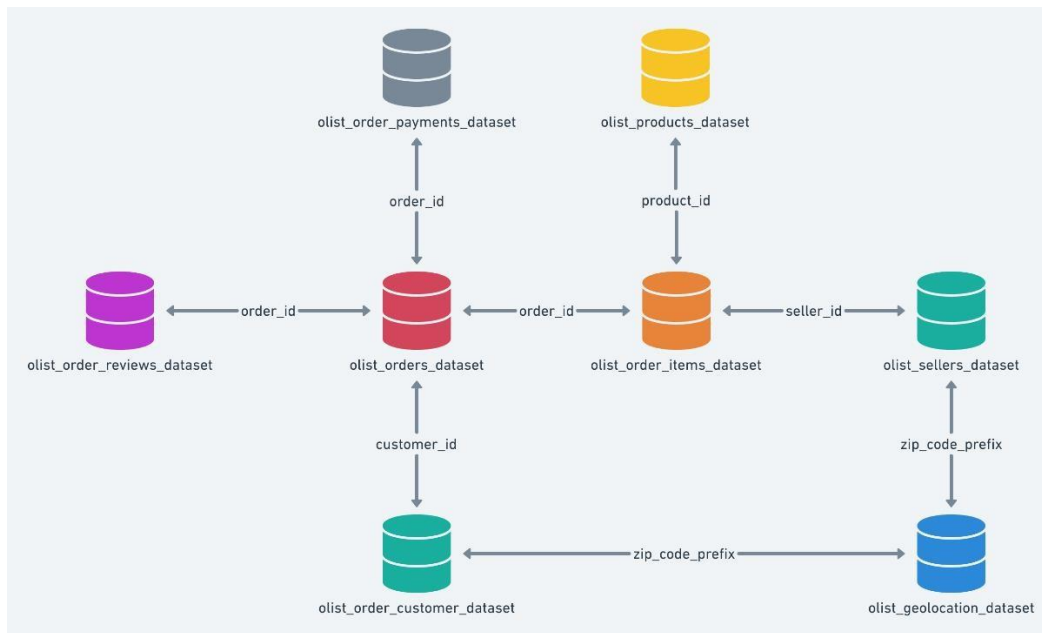 olist_order_payments_dataset
olist_products_dataset
order_id
product_id
order_id
order_id
seller_id
olist_order_reviews_dataset
olist_orders_dataset
olist_order_items_dataset
olist_sellers_dataset
customer_id
zip_code_prefix
zip_code_prefix
olist_order_customer_dataset
olist_geolocation_dataset